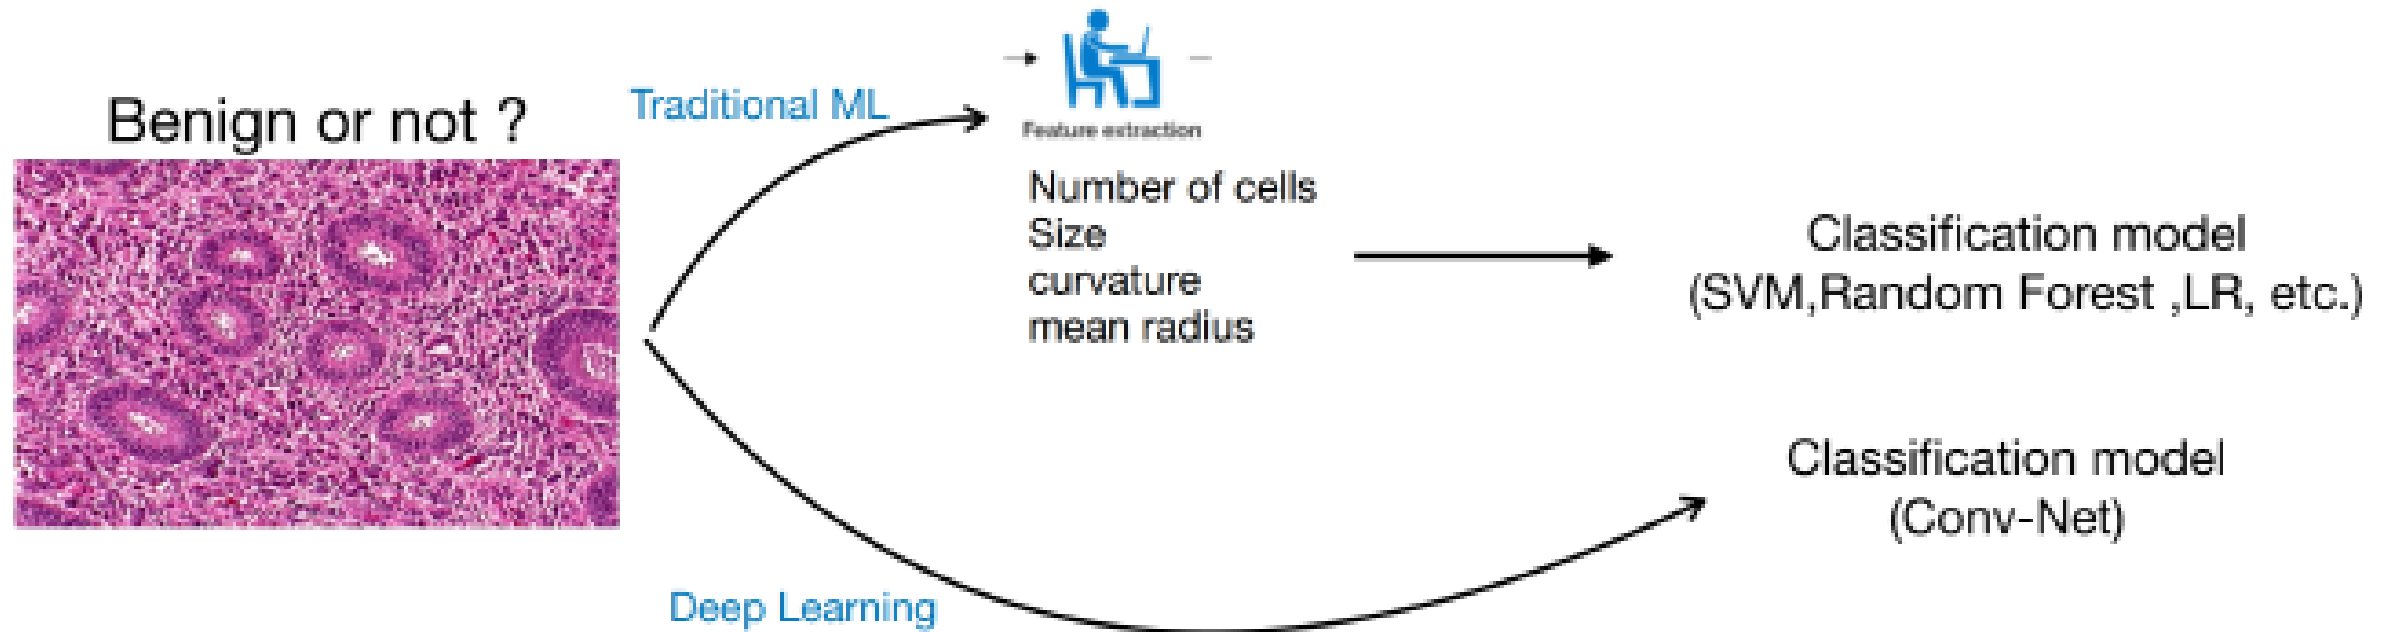 Benign or not ?
Traditional ML
Feature extraction
Number of cells
Size
curvature
mean radius
Classification model
(SVM,Random Forest ,LR, etc.)
Classification model
(Conv-Net)
Deep Learning